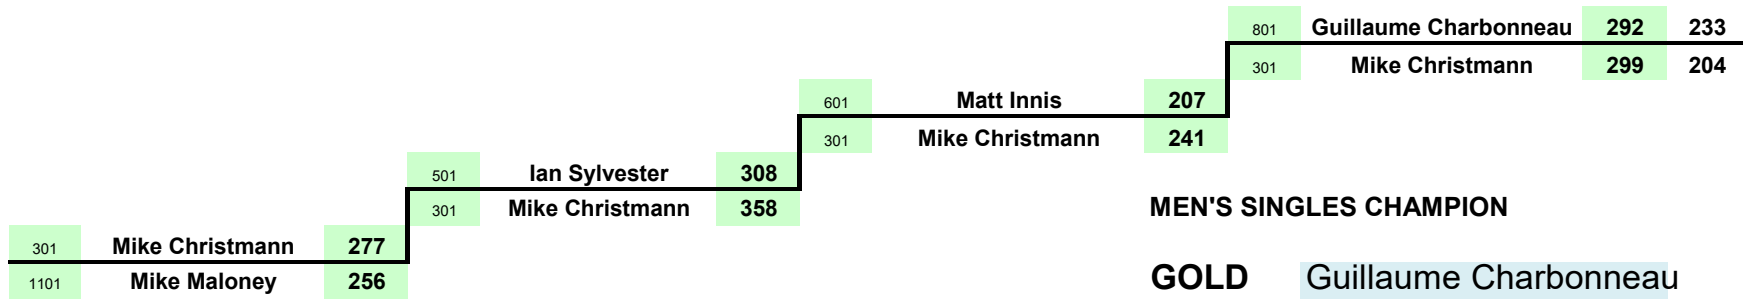 801 Guillaume Charbonneau 292 233
301 Mike Christmann 299 204
601 Matt Innis 207
301 Mike Christmann 241
501 Ian Sylvester 308
301 Mike Christmann 358
MEN'S SINGLES CHAMPION
301 Mike Christmann 277
1101 Mike Maloney 256
GOLD Guillaume Charbonneau